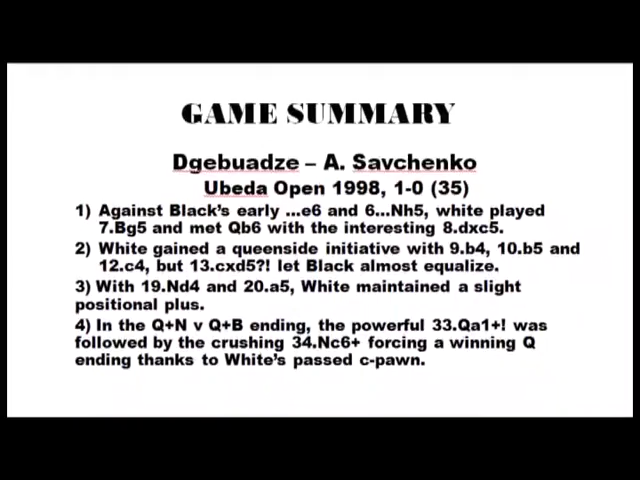 GAME SUMMARY
Dgebuadze – A. Savchenko
Ubeda Open 1998, 1-0 (35)
1) Against Black's early ...e6 and 6...Nh5, white played
7.Bg5 and met Qb6 with the interesting 8.dxc5.
2) White gained a queenside initiative with 9.b4, 10.b5 and
12.c4, but 13.cxd5?! let Black almost equalize.
3) With 19.Nd4 and 20.a5, White maintained a slight
positional plus.
4) In the Q+N v Q+B ending, the powerful 33.Qa1+! was
followed by the crushing 34.Nc6+ forcing a winning Q
ending thanks to White's passed c-pawn.